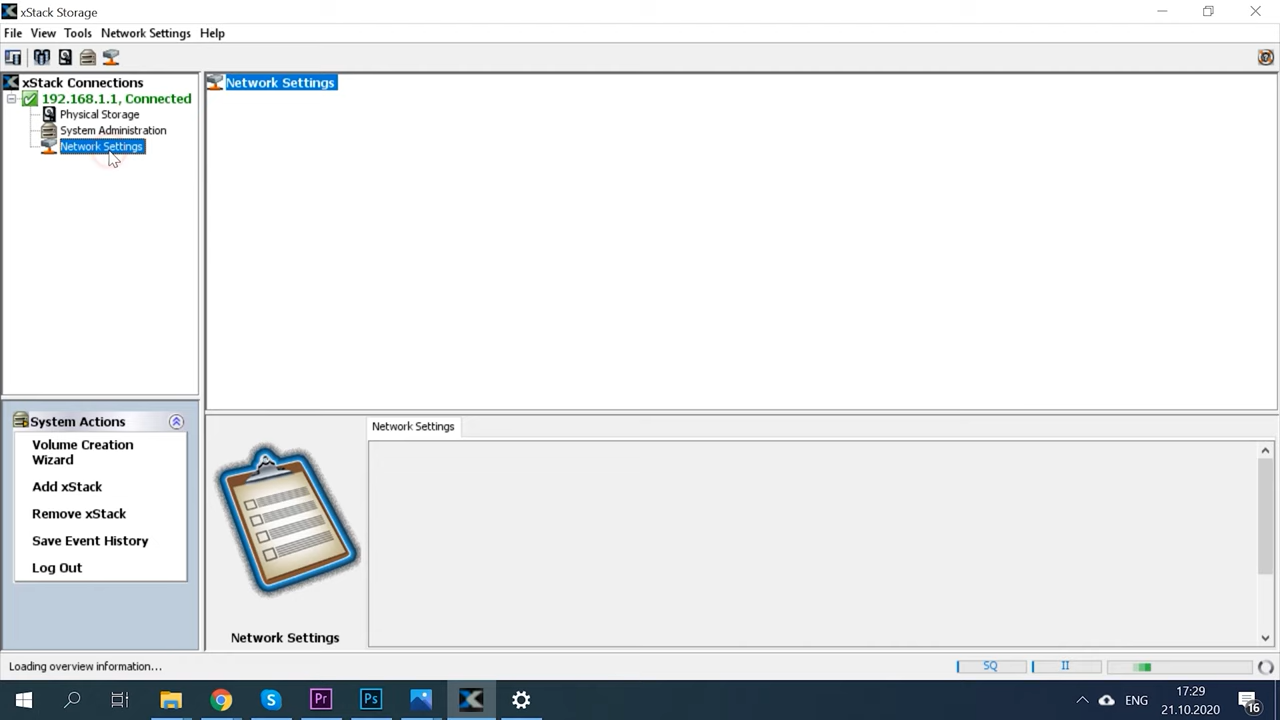 xStack Storage
File View Tools Network Settings Help
xStack Connections
192.168.1.1, Connected
Physical Storage
System Administration
Network Settings
Network Settings
System Actions
Volume Creation
Wizard
Add xStack
Remove xStack
Save Event History
Log Out
Network Settings
Network Settings
Loading overview information...
SQ
II
Pr
Ps
ENG
17:29
21.10.2020
16